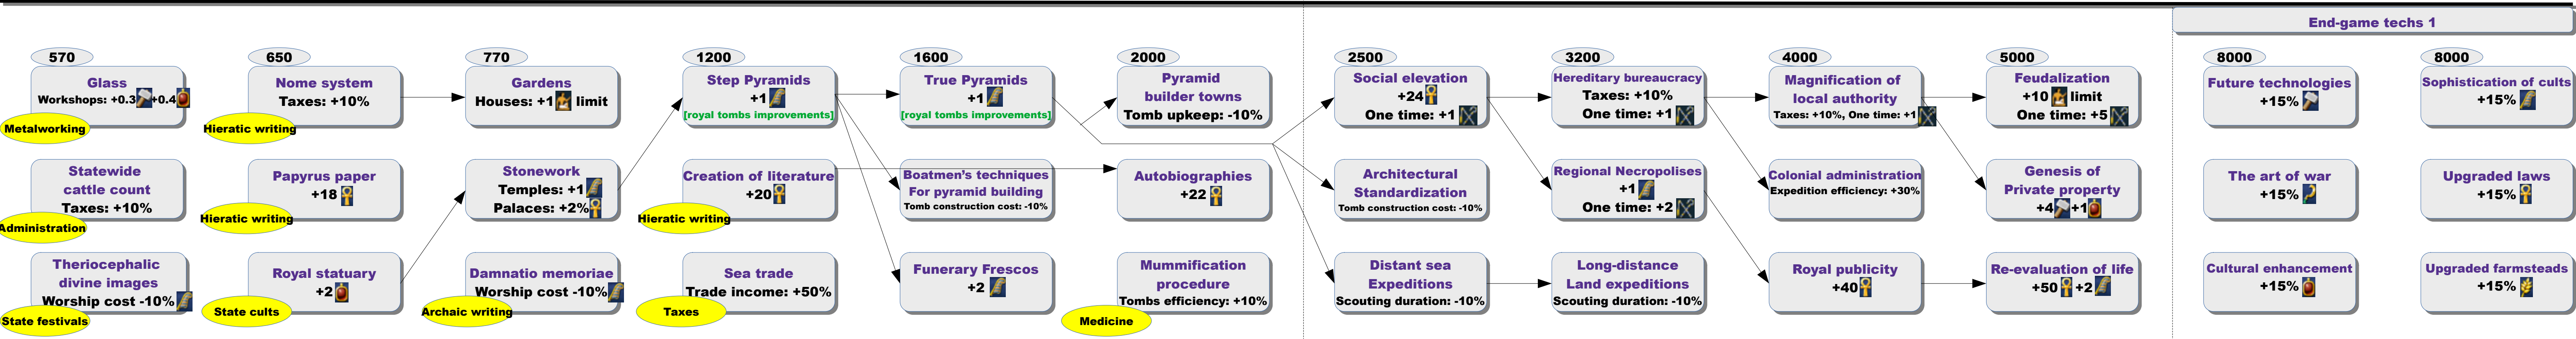 End-game techs 1
570
Glass
Workshops: +0.3 +0.4
Metalworking
Statewide
cattle count
Taxes: +10%
Administration
Theriocephalic
divine images
Worship cost -10%
State festivals
650
Nome system
Taxes: +10%
Hieratic writing
Papyrus paper
+18
Hieratic writing
Royal statuary
+2
State cults
770
Gardens
Houses: +1 limit
Stonework
Temples: +1
Palaces: +2%
Damnatio memoriae
Worship cost -10%
Archaic writing
1200
Step Pyramids
+1
[royal tombs improvements]
Creation of literature
+20
Hieratic writing
Sea trade
Trade income: +50%
Taxes
1600
True Pyramids
+1
[royal tombs improvements]
Boatmen's techniques
For pyramid building
Tomb construction cost: -10%
Funerary Frescos
+2
2000
Pyramid
builder towns
Tomb upkeep: -10%
Autobiographies
+22
Mummification
procedure
Tombs efficiency: +10%
Medicine
2500
Social elevation
+24
One time: +1
Architectural
Standardization
Tomb construction cost: -10%
Distant sea
Expeditions
Scouting duration: -10%
3200
Hereditary bureaucracy
Taxes: +10%
One time: +1
Regional Necropolises
+1
One time: +2
Long-distance
Land expeditions
Scouting duration: -10%
4000
Magnification of
local authority
Taxes: +10%, One time: +1
Colonial administration
Expedition efficiency: +30%
Royal publicity
+40
5000
Feudalization
+10 limit
One time: +5
Genesis of
Private property
+4 +1
Re-evaluation of life
+50 +2
8000
Future technologies
+15%
The art of war
+15%
Cultural enhancement
+15%
8000
Sophistication of cults
+15%
Upgraded laws
+15%
Upgraded farmsteads
+15%